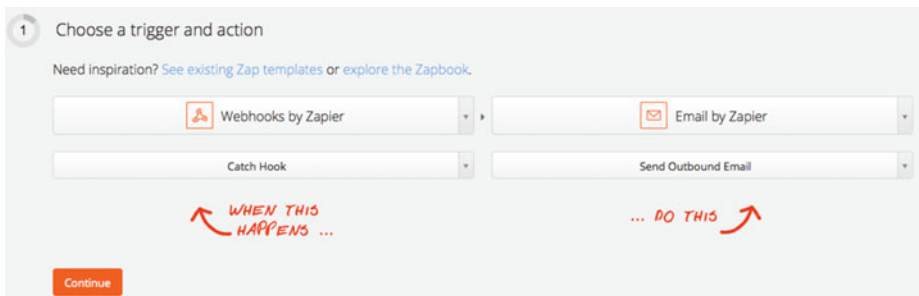 1 Choose a trigger and action
Need inspiration? See existing Zap templates or explore the Zapbook.
Webhooks by Zapier
Email by Zapier
Catch Hook
Send Outbound Email
WHEN THIS
HAPPENS ...
... DO THIS
Continue